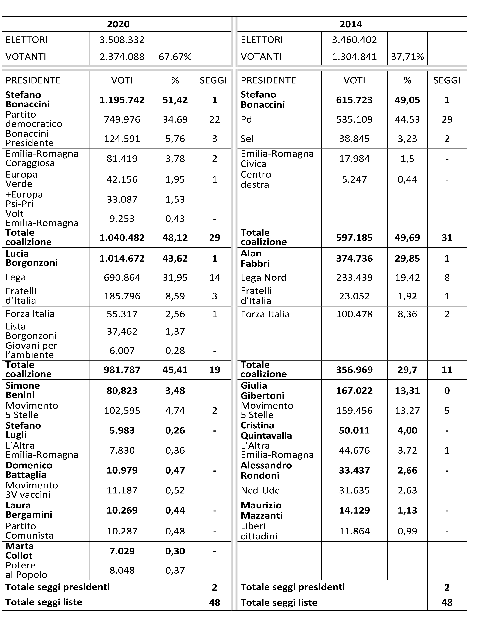 2020 2014
ELETTORI 3.508.332 ELETTORI 3.460.402
VOTANTI 2.374.088 67.67% VOTANTI 1.304.841 37,71%
PRESIDENTE VOTI % SEGGI PRESIDENTE VOTI % SEGGI
Stefano Bonaccini 1.195.742 51,42 1 Stefano Bonaccini 615.723 49,05 1
Partito democratico 749.976 34.69 22 Pd 535.109 44.53 29
Bonaccini Presidente 124.591 5,76 3 Sel 38.845 3,23 2
Emilia-Romagna Coraggiosa 81.419 3.78 2 Emilia-Romagna Civica 17.984 1,5 -
Europa Verde 42.156 1,95 1 Centro destra 5.247 0,44 -
+Europa Psi-Pri 33.087 1,53
Volt Emilia-Romagna 9.253 0.43 -
Totale coalizione 1.040.482 48,12 29 Totale coalizione 597.185 49,69 31
Lucia Borgonzoni 1.014.672 43,62 1 Alan Fabbri 374.736 29,85 1
Lega 690.864 31,95 14 Lega Nord 233.439 19.42 8
Fratelli d'Italia 185.796 8,59 3 Fratelli d'Italia 23.052 1,92 1
Forza Italia 55.317 2,56 1 Forza Italia 100.478 8,36 2
Lista Borgonzoni 37,462 1,37
Giovani per l'ambiente 6.007 0.28 -
Totale coalizione 981.787 45,41 19 Totale coalizione 356.969 29,7 11
Simone Benini 80,823 3,48 Giulia Gibertoni 167.022 13,31 0
Movimento 5 Stelle 102,595 4,74 2 Movimento 5 Stelle 159.456 13.27 5
Stefano Lugli 5.983 0,26 - Cristina Quintavalla 50.011 4,00 -
L'Altra Emilia-Romagna 7.830 0,36 L'Altra Emilia-Romagna 44.676 3.72 1
Domenico Battaglia 10.979 0,47 - Alessandro Rondoni 33.437 2,66 -
Movimento 3V vaccini 11.187 0,52 Ncd-Udc 31.635 2,63
Laura Bergamini 10.269 0,44 - Maurizio Mazzanti 14.129 1,13 -
Partito Comunista 10.287 0,48 - Liberi cittadini 11.864 0,99 -
Marta Collot 7.029 0,30 -
Potere al Popolo 8.048 0,37
Totale seggi presidenti 2 Totale seggi presidenti 2
Totale seggi liste 48 Totale seggi liste 48